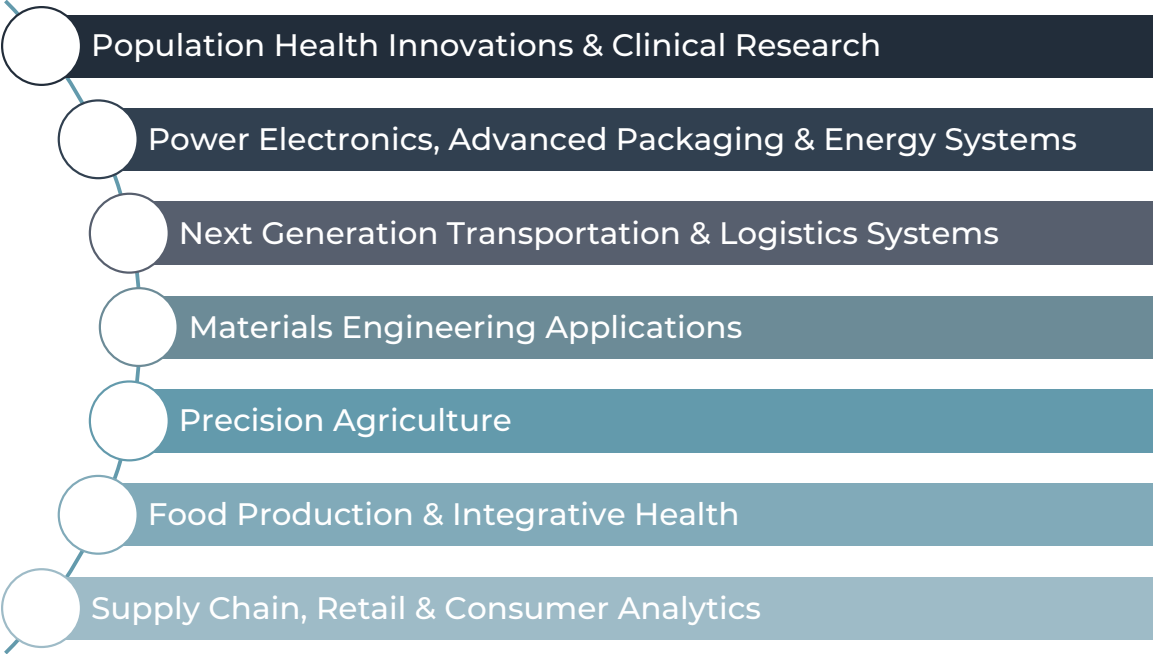 Population Health Innovations & Clinical Research
Power Electronics, Advanced Packaging & Energy Systems
Next Generation Transportation & Logistics Systems
Materials Engineering Applications
Precision Agriculture
Food Production & Integrative Health
Supply Chain, Retail & Consumer Analytics